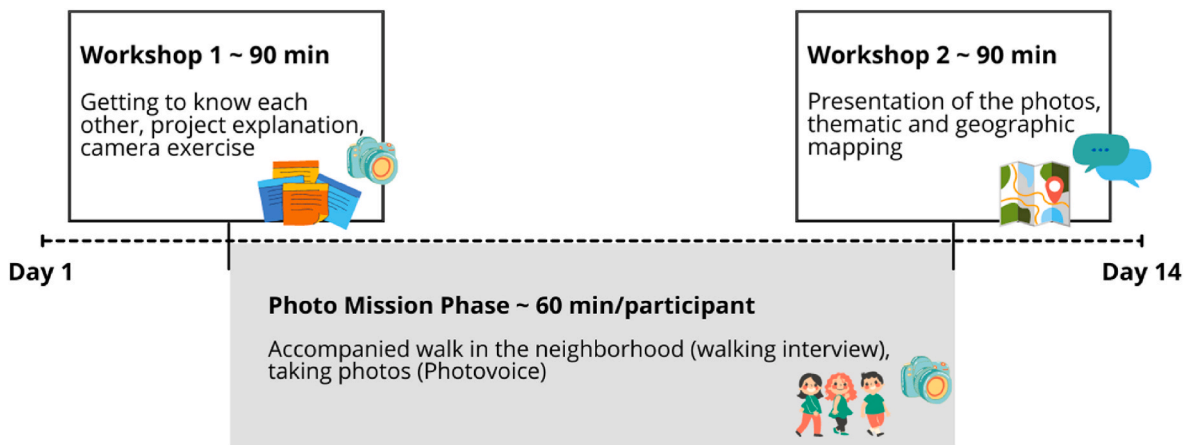 Workshop 1 ~ 90 min
Getting to know each
other, project explanation,
camera exercise
Workshop 2 ~ 90 min
Presentation of the photos,
thematic and geographic
mapping
Day 1
Day 14
Photo Mission Phase ~ 60 min/participant
Accompanied walk in the neighborhood (walking interview),
taking photos (Photovoice)